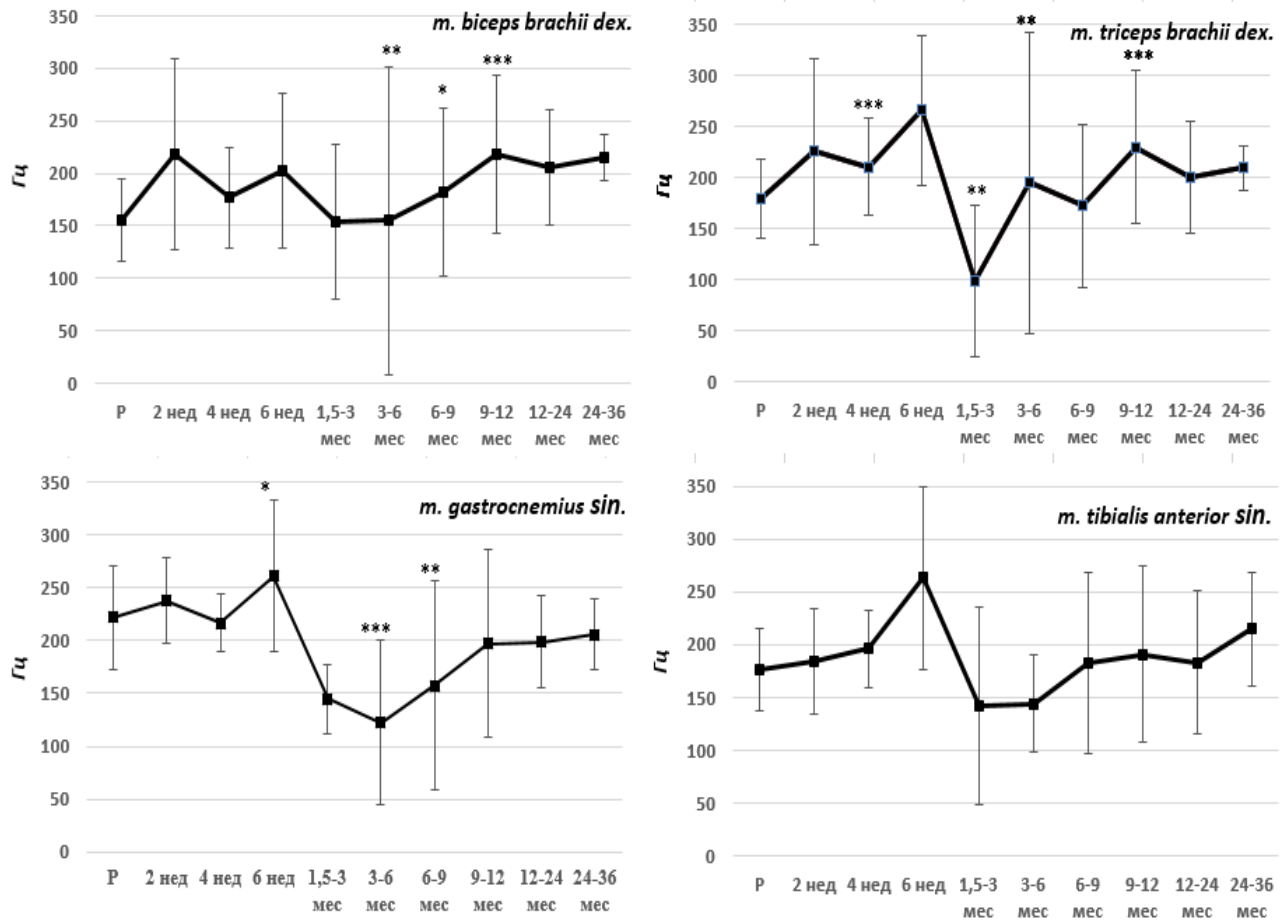 m. biceps brachii dex.
350
300
250
200
150
100
50
0
Гц
**
*
***
P 2 нед 4 нед 6 нед 1,5-3 3-6 6-9 9-12 12-24 24-36
мес мес мес мес мес мес
m. triceps brachii dex.
350
300
250
200
150
100
50
0
Гц
***
**
**
***
P 2 нед 4 нед 6 нед 1,5-3 3-6 6-9 9-12 12-24 24-36
мес мес мес мес мес мес
m. gastrocnemius sin.
350
300
250
200
150
100
50
0
Гц
*
***
**
P 2 нед 4 нед 6 нед 1,5-3 3-6 6-9 9-12 12-24 24-36
мес мес мес мес мес мес
m. tibialis anterior sin.
350
300
250
200
150
100
50
0
Гц
P 2 нед 4 нед 6 нед 1,5-3 3-6 6-9 9-12 12-24 24-36
мес мес мес мес мес мес